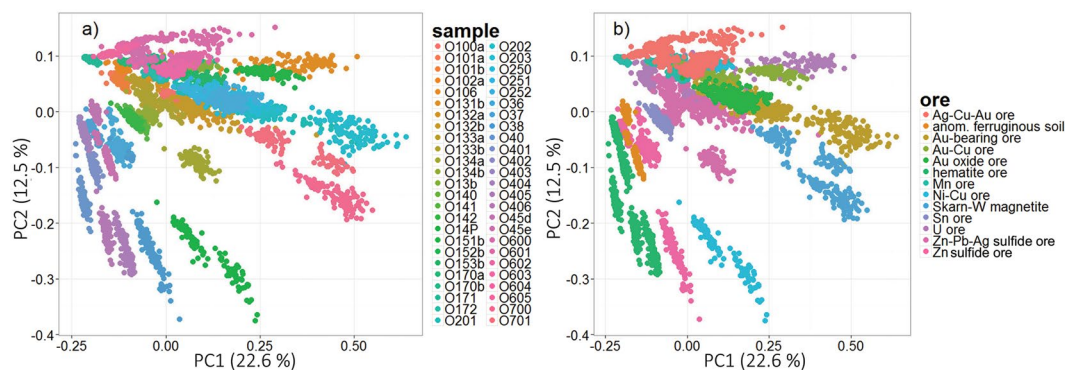 a)
0.1
0.0
-0.1
-0.2
-0.3
-0.4
PC2 (12.5 %)
-0.25 0.00 0.25 0.50
PC1 (22.6 %)
sample
O100a O202
O101a O203
O101b O250
O102a O251
O106 O252
O131b O36
O132a O37
O132b O38
O133a O40
O133b O401
O134a O402
O134b O403
O13b O404
O140 O405
O141 O406
O142 O45d
O14P O45e
O151b O600
O152b O601
O153b O602
O170a O603
O170b O604
O171 O605
O172 O700
O201 O701
b)
0.1
0.0
-0.1
-0.2
-0.3
-0.4
PC2 (12.5 %)
-0.25 0.00 0.25 0.50
PC1 (22.6 %)
ore
Ag-Cu-Au ore
anom. ferruginous soil
Au-bearing ore
Au-Cu ore
Au oxide ore
hematite ore
Mn ore
Ni-Cu ore
Skarn-W magnetite
Sn ore
U ore
Zn-Pb-Ag sulfide ore
Zn sulfide ore